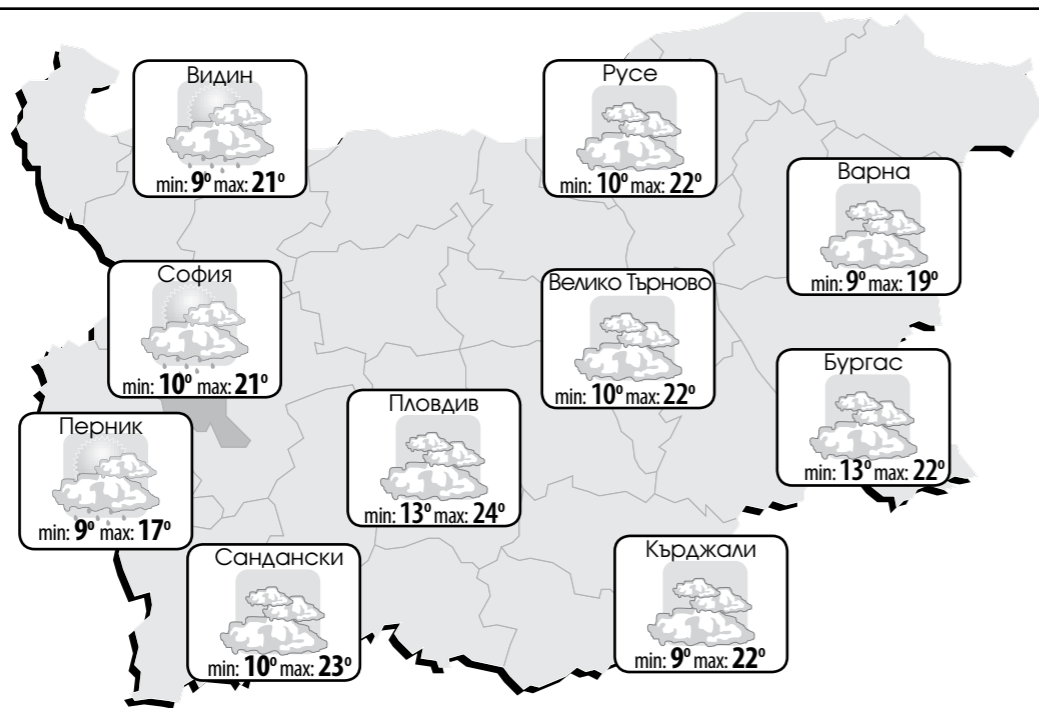 Видин
min: 9° max: 21°
Русе
min: 10° max: 22°
Варна
min: 9° max: 19°
София
min: 10° max: 21°
Велико Търново
min: 10° max: 22°
Бургас
min: 13° max: 22°
Пловдив
min: 13° max: 24°
Перник
min: 9° max: 17°
Сандански
min: 10° max: 23°
Кърджали
min: 9° max: 22°